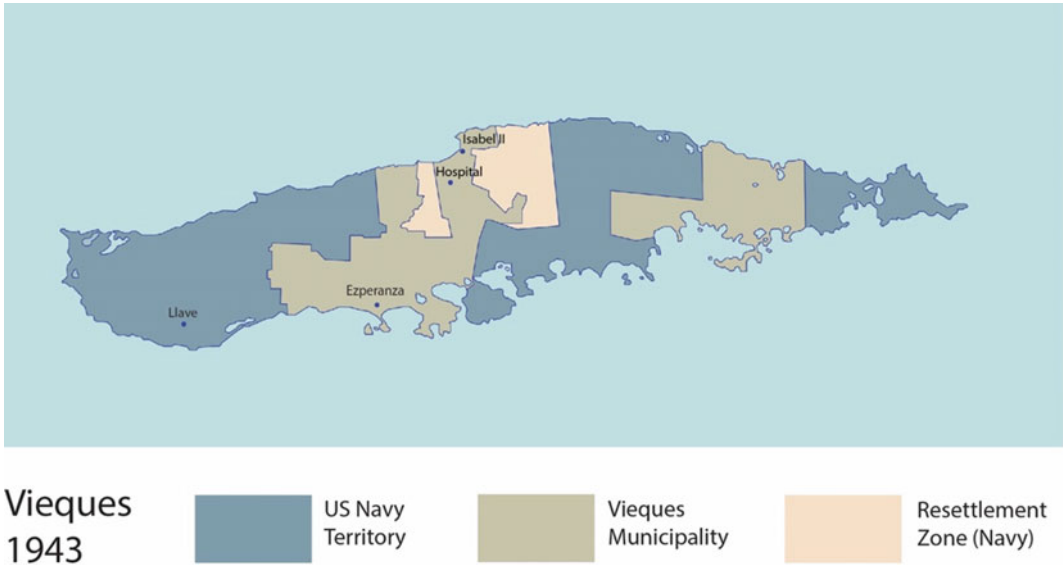 Isabel II
Hospital
Ezperanza
Llave
Vieques
1943
US Navy
Territory
Vieques
Municipality
Resettlement
Zone (Navy)